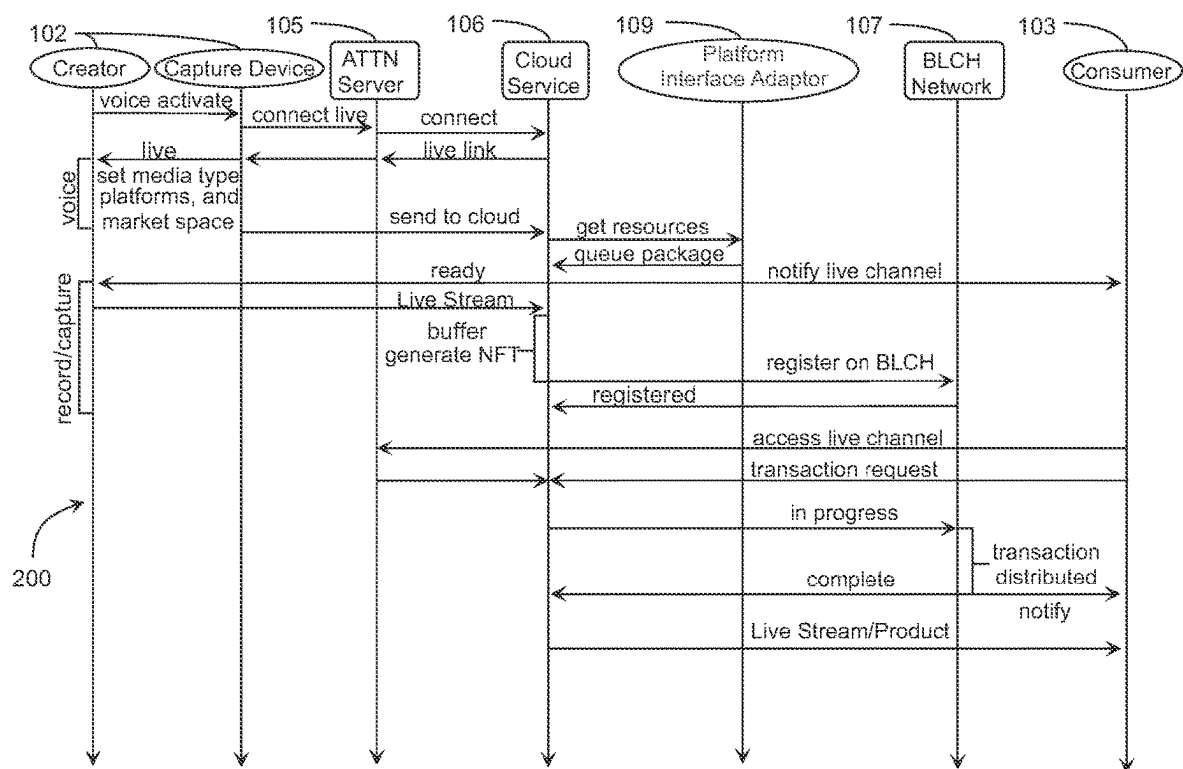 102
105
106
109
107
103
Creator
Capture Device
ATTN
Server
Cloud
Service
Platform
Interface Adaptor
BLCH
Network
Consumer
voice activate
connect live
connect
live
live link
voice
set media type
platforms, and
market space
send to cloud
get resources
queue package
ready
notify live channel
record/capture
Live Stream
buffer
generate NFT
register on BLCH
registered
access live channel
transaction request
in progress
200
transaction
distributed
complete
notify
Live Stream/Product